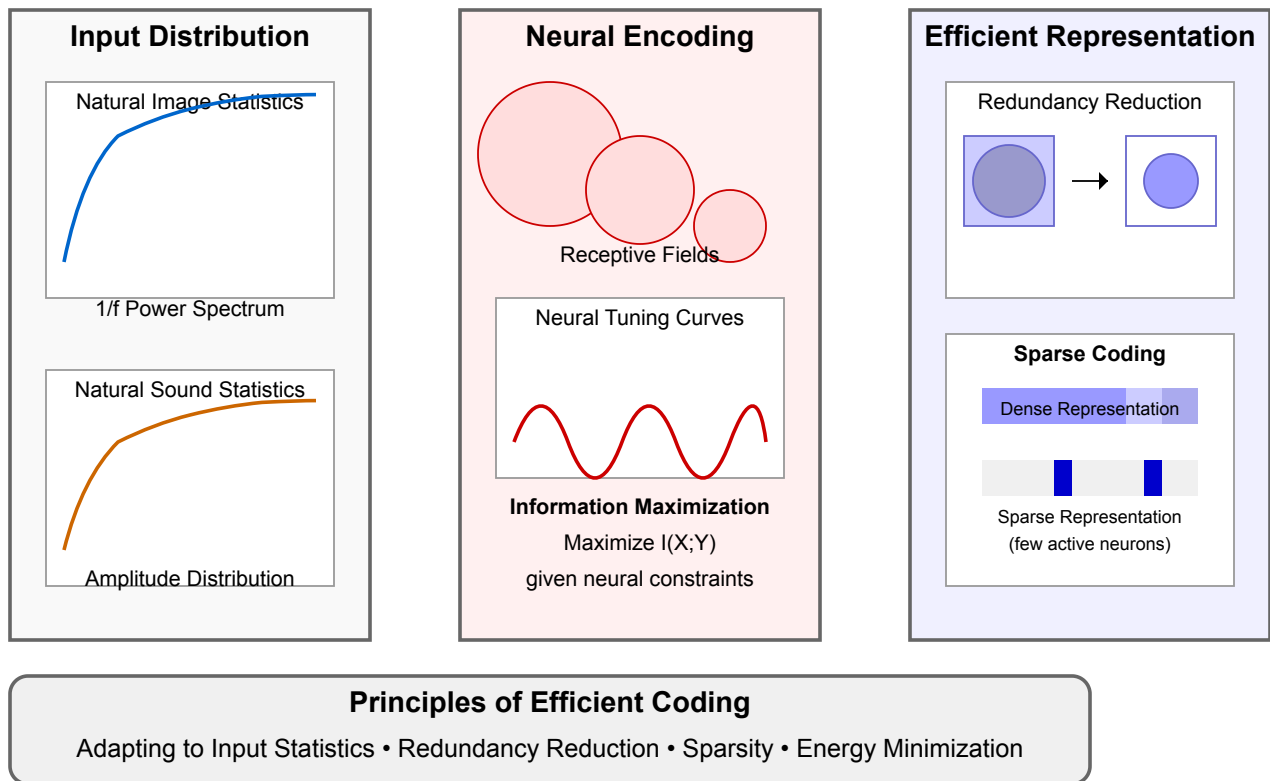 Input Distribution
Natural Image Statistics
1/f Power Spectrum
Natural Sound Statistics
Amplitude Distribution
Neural Encoding
Receptive Fields
Neural Tuning Curves
Information Maximization
Maximize I(X;Y)
given neural constraints
Efficient Representation
Redundancy Reduction
Sparse Coding
Dense Representation
Sparse Representation
(few active neurons)
Principles of Efficient Coding
Adapting to Input Statistics • Redundancy Reduction • Sparsity • Energy Minimization